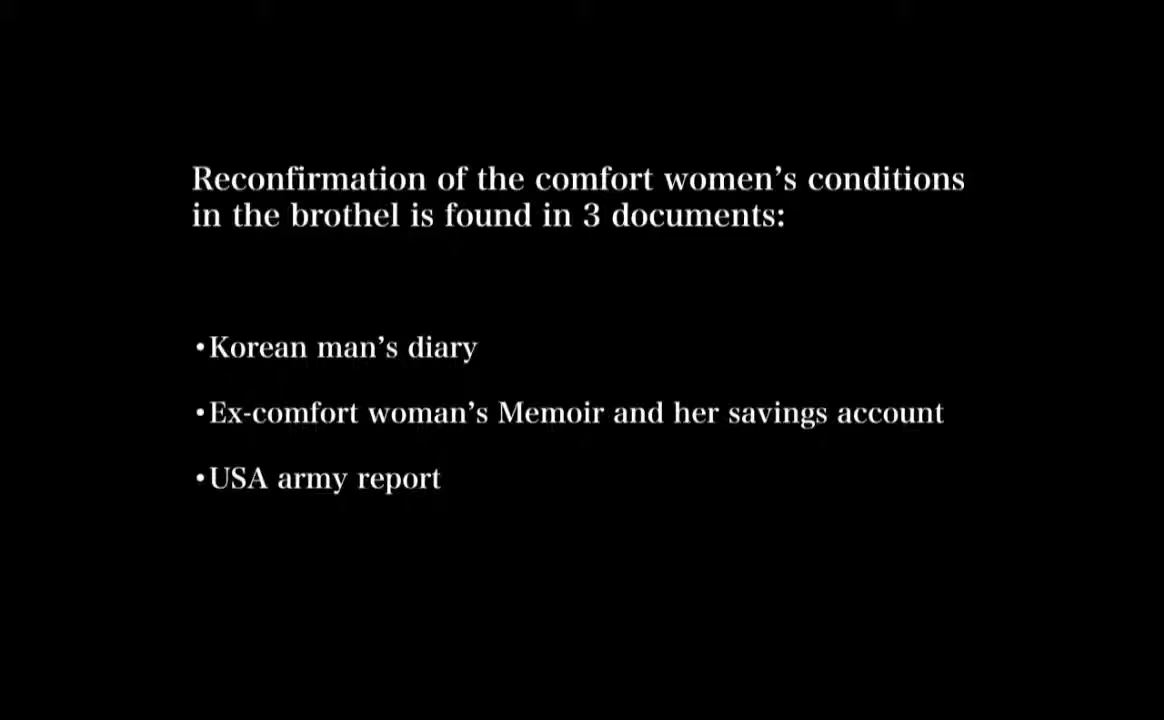 Reconfirmation of the comfort women’s conditions
in the brothel is found in 3 documents:
・Korean man’s diary
・Ex-comfort woman’s Memoir and her savings account
・USA army report